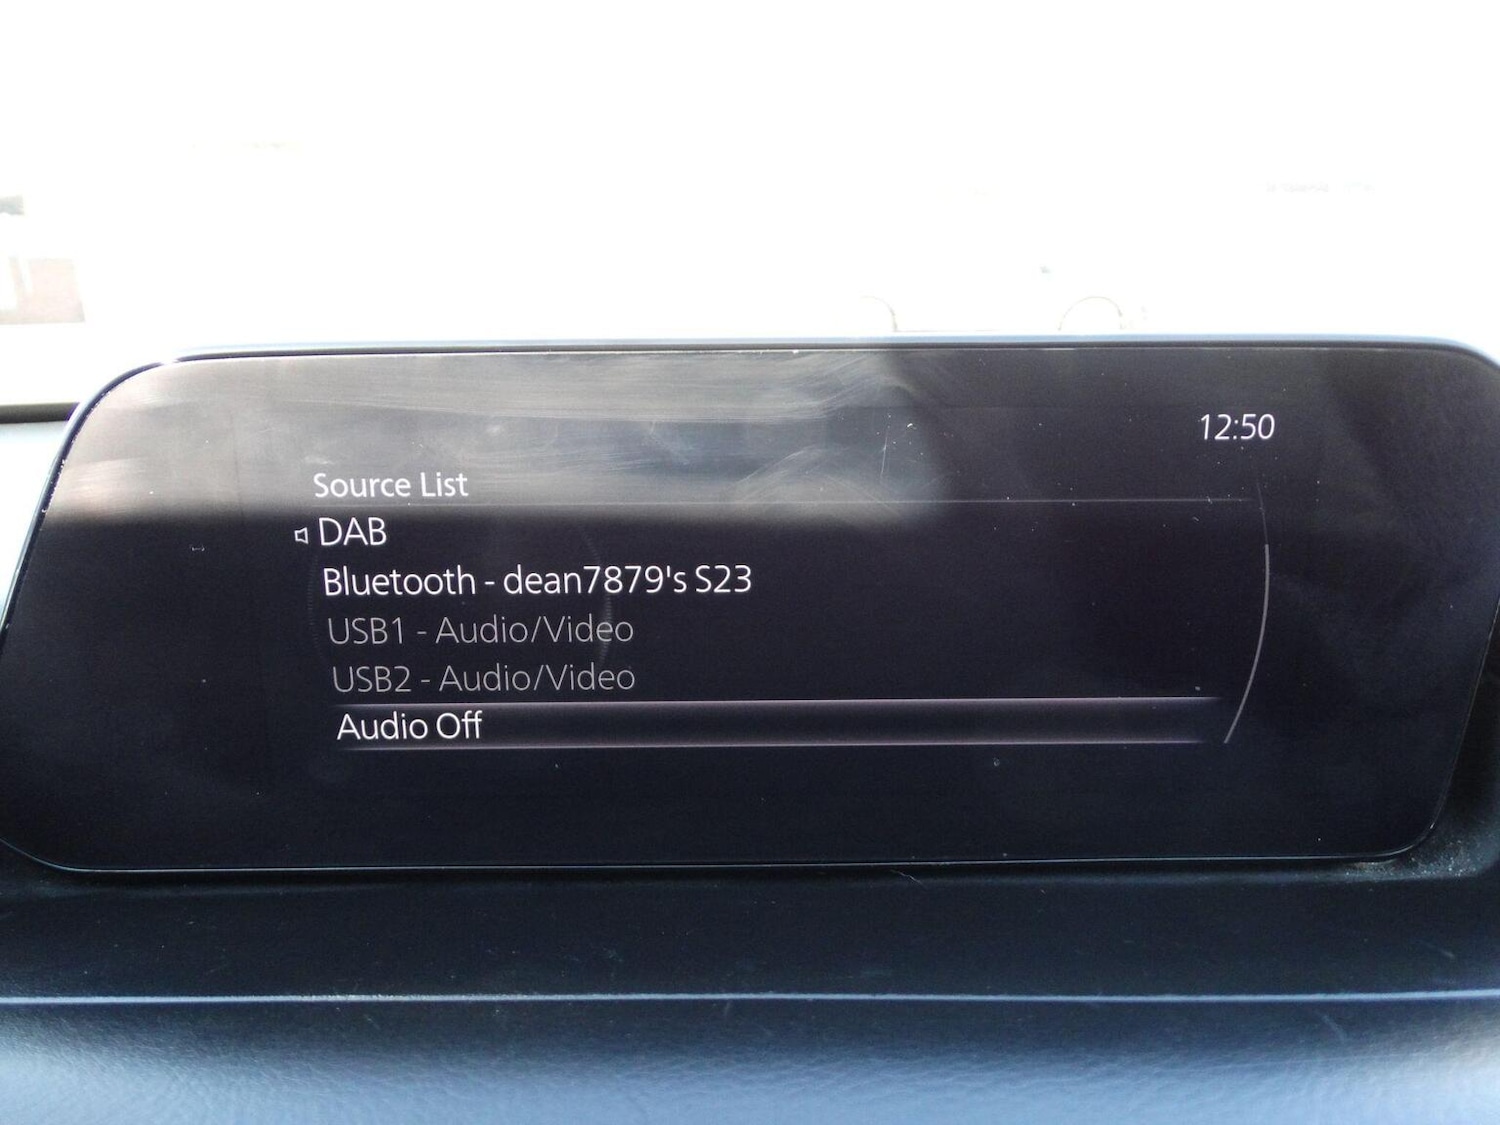 12:50
Source List
DAB
Bluetooth - dean7879's S23
USB1 - Audio/Video
USB2 - Audio/Video
Audio Off